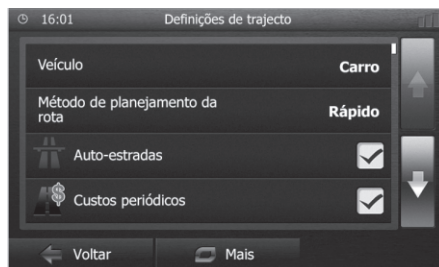 16:01
Definições de trajecto
Veículo
Carro
Método de planejamento da
rota
Rápido
Auto-estradas
Custos periódicos
Voltar
Mais